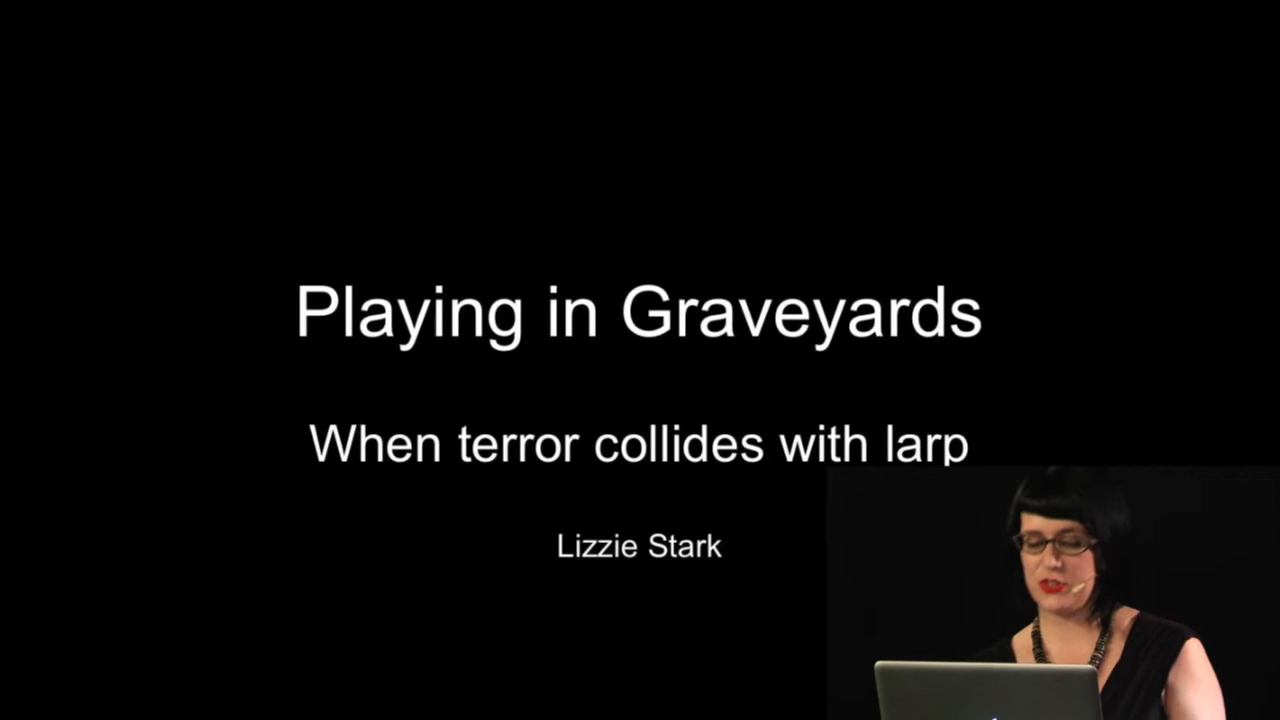 Playing in Graveyards
When terror collides with larp
Lizzie Stark